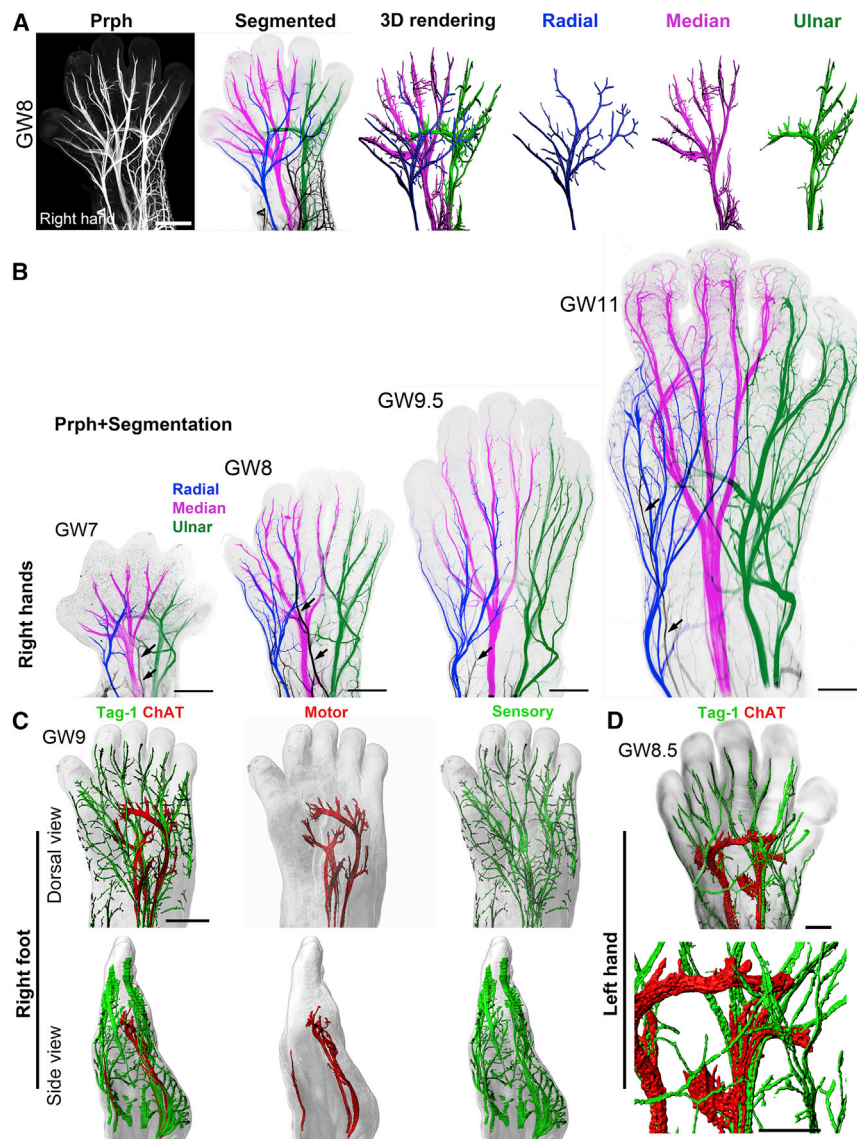 A
Prph Segmented 3D rendering Radial Median Ulnar
GW8
Right hand
B
GW11
GW9.5
Prph+Segmentation
GW8
Radial
Median
Ulnar
GW7
Right hands
C
Tag-1 ChAT Motor Sensory
GW9
Dorsal view
Right foot
Side view
D
Tag-1 ChAT
GW8.5
Left hand